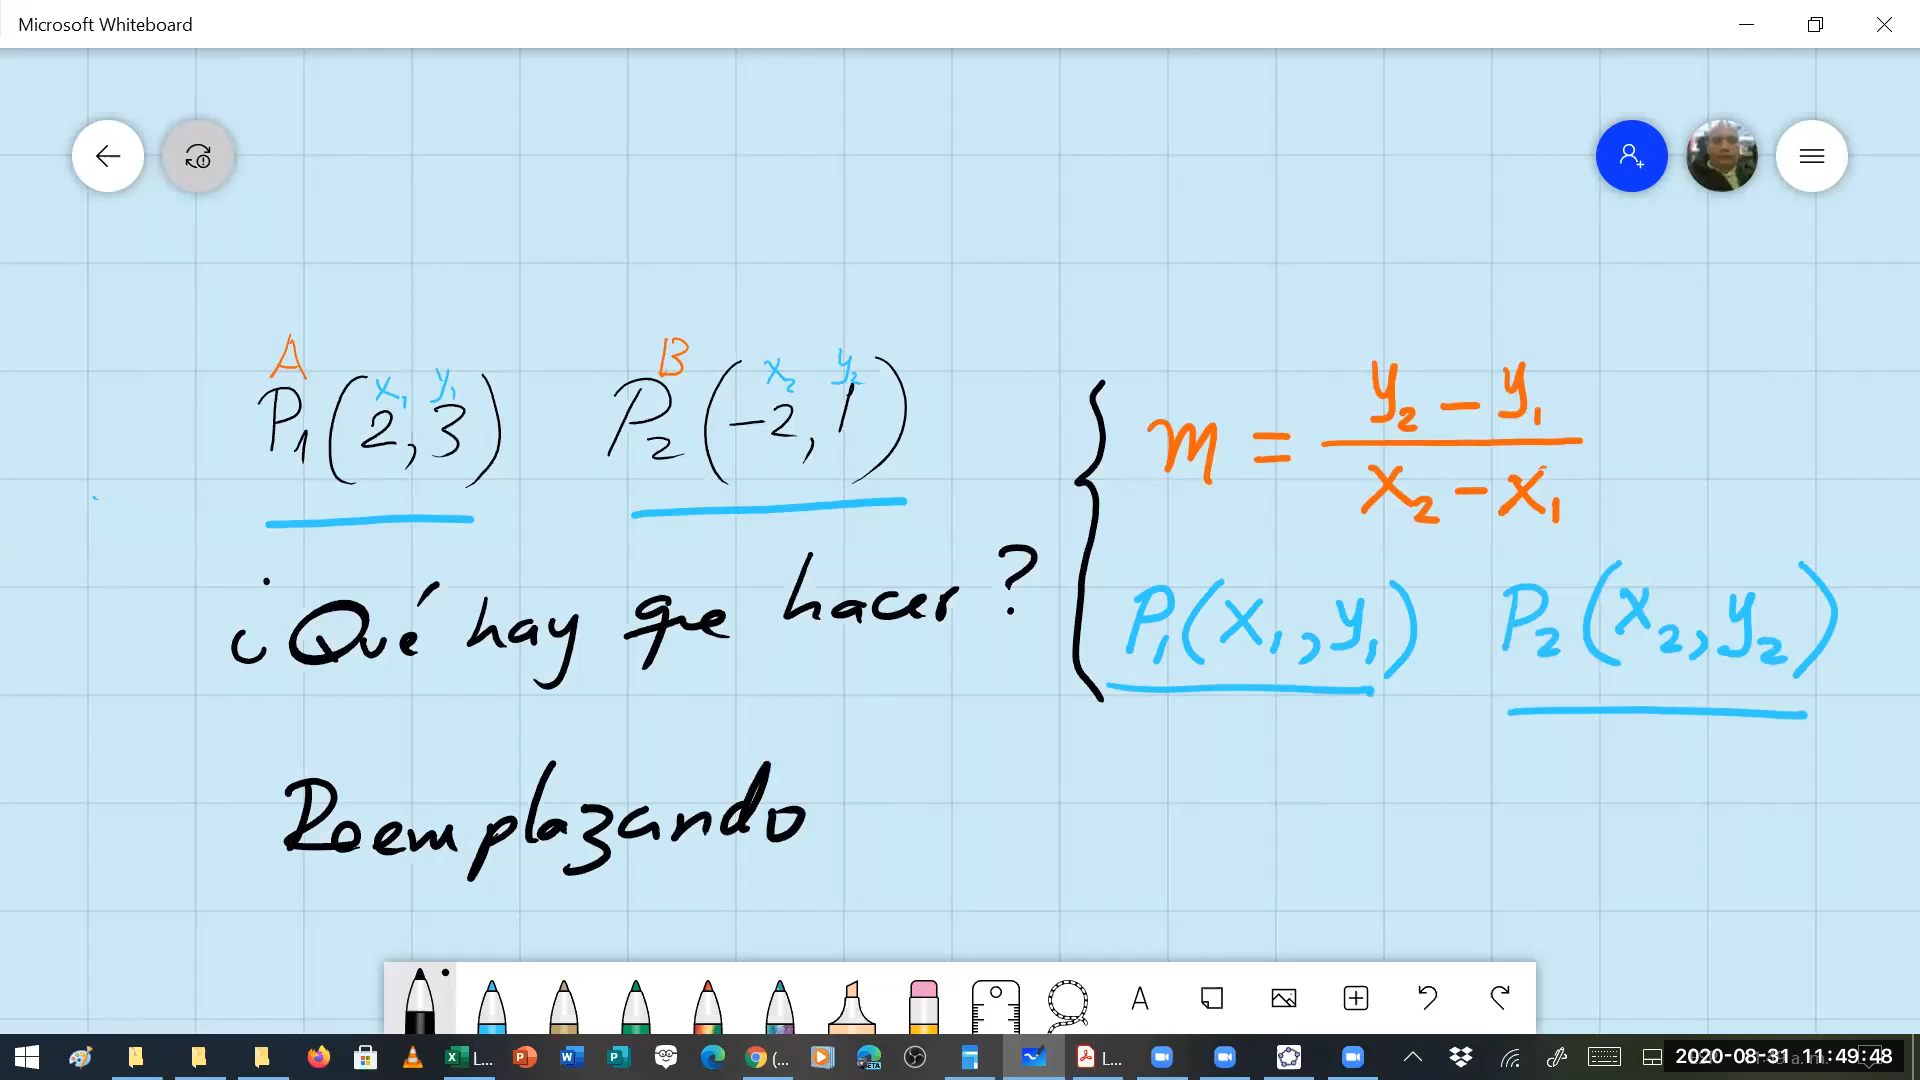 Microsoft Whiteboard
A B
x₁ y₁ x₂ y₂
P₁(2,3) P₂(-2,1)
m = (y₂ - y₁) / (x₂ - x₁)
¿Qué hay que hacer?
P₁(x₁,y₁) P₂(x₂,y₂)
Reemplazando
A
L... (... L...
2020-08-31 11:49:48